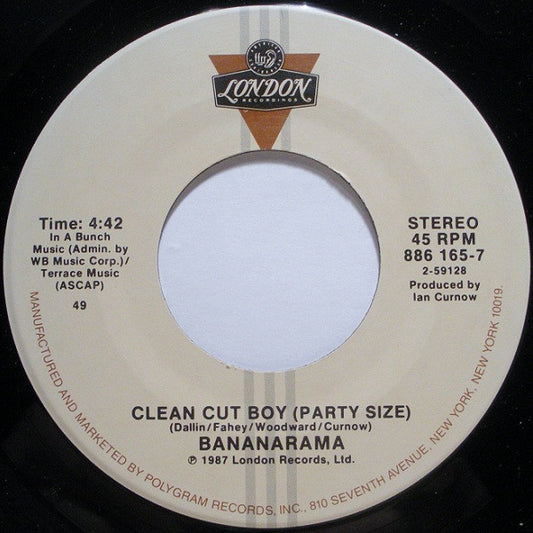 LONDON
RECORDINGS
Time: 4:42
In A Bunch
Music (Admin. by
WB Music Corp.)/
Terrace Music
(ASCAP)
49
STEREO
45 RPM
886 165-7
2-59128
Produced by
Ian Curnow
CLEAN CUT BOY (PARTY SIZE)
(Dallin/Fahey/Woodward/Curnow)
BANANARAMA
℗ 1987 London Records, Ltd.
MANUFACTURED AND MARKETED BY POLYGRAM RECORDS, INC., 810 SEVENTH AVENUE, NEW YORK, NEW YORK 10019.